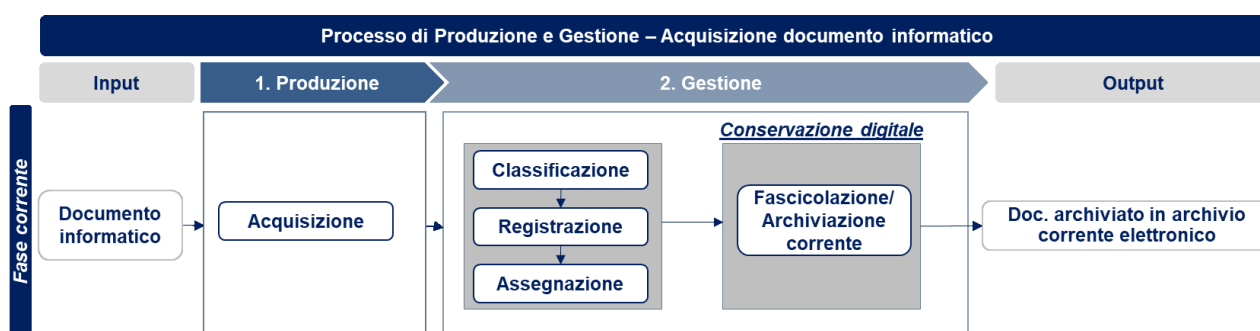 Processo di Produzione e Gestione – Acquisizione documento informatico
Input
1. Produzione
2. Gestione
Output
Fase corrente
Documento
informatico
Acquisizione
Classificazione
Registrazione
Assegnazione
Conservazione digitale
Fascicolazione/
Archiviazione
corrente
Doc. archiviato in archivio
corrente elettronico